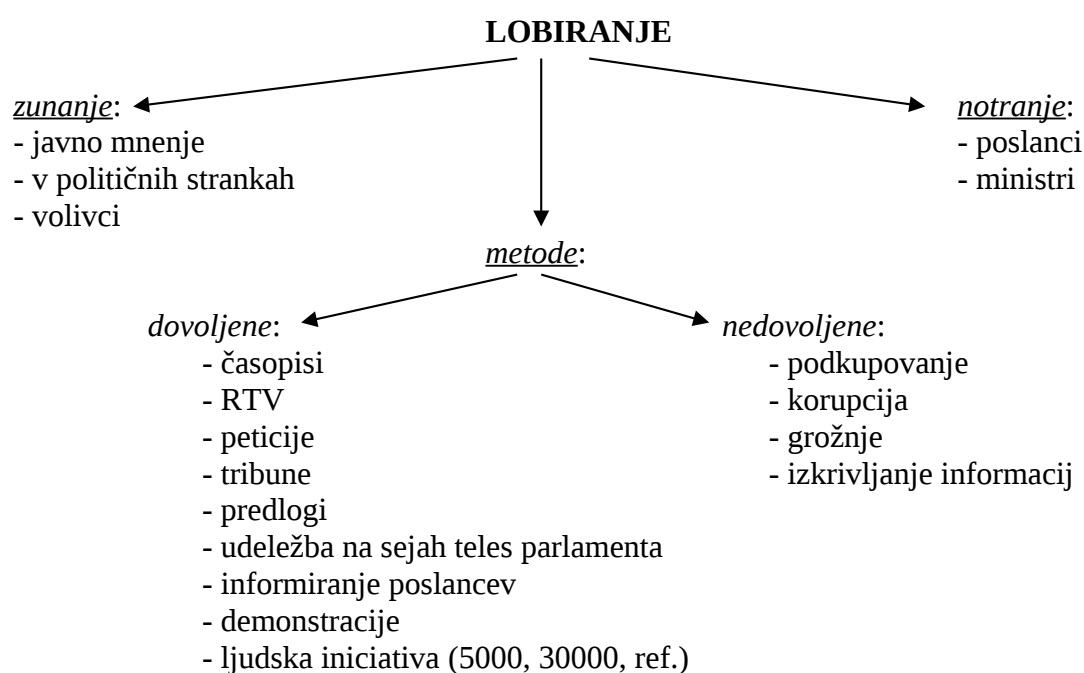 LOBIRANJE
zunanje:
- javno mnenje
- v političnih strankah
- volivci
notranje:
- poslanci
- ministri
metode:
dovoljene:
- časopisi
- RTV
- peticije
- tribune
- predlogi
- udeležba na sejah teles parlamenta
- informiranje poslancev
- demonstracije
- ljudska iniciativa (5000, 30000, ref.)
nedovoljene:
- podkupovanje
- korupcija
- grožnje
- izkrivljanje informacij